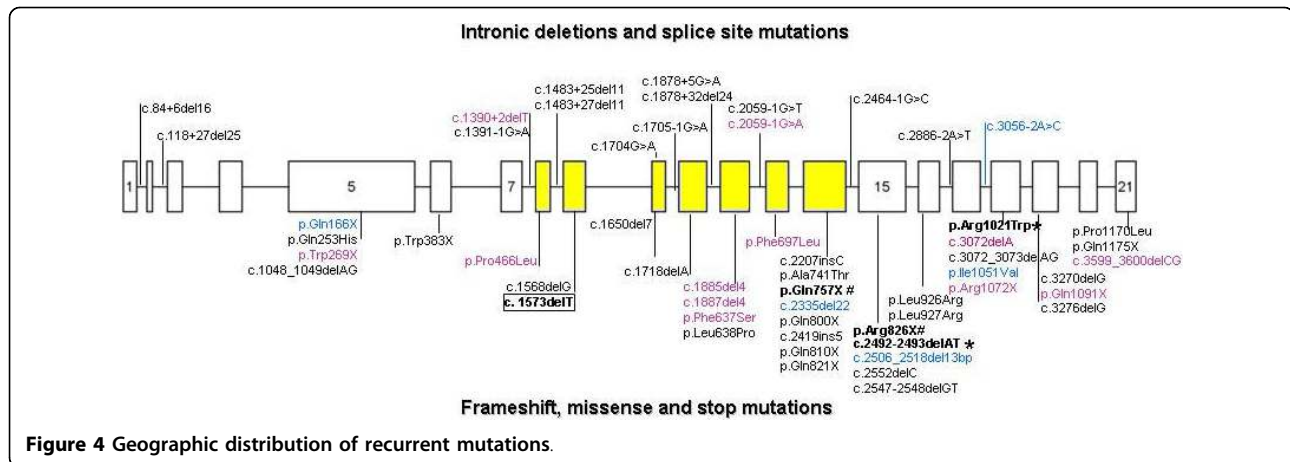 Intronic deletions and splice site mutations
c.84+6del16
c.118+27del25
c.1390+2delT
c.1391-1G>A
c.1483+25del11
c.1483+27del11
c.1704G>A
c.1705-1G>A
c.1878+5G>A
c.1878+32del24
c.2059-1G>T
c.2059-1G>A
c.2464-1G>C
c.2886-2A>T
c.3056-2A>C
1 5 7 15 21
p.Gln166X
p.Gln253His
p.Trp269X
c.1048_1049delAG
p.Trp383X
p.Pro466Leu
c.1568delG
c. 1573delT
c.1650del7
c.1718delA
c.1885del4
c.1887del4
p.Phe637Ser
p.Leu638Pro
p.Phe697Leu
c.2207insC
p.Ala741Thr
p.Gln757X #
c.2335del22
p.Gln800X
c.2419ins5
p.Gln810X
p.Gln821X
p.Arg826X#
c.2492-2493delAT *
c.2506_2518del13bp
c.2552delC
c.2547-2548delGT
p.Leu926Arg
p.Leu927Arg
p.Arg1021Trp*
c.3072delA
c.3072_3073delAG
p.Ile1051Val
p.Arg1072X
c.3270delG
p.Gln1091X
c.3276delG
p.Pro1170Leu
p.Gln1175X
c.3599_3600delCG
Frameshift, missense and stop mutations
Figure 4 Geographic distribution of recurrent mutations.